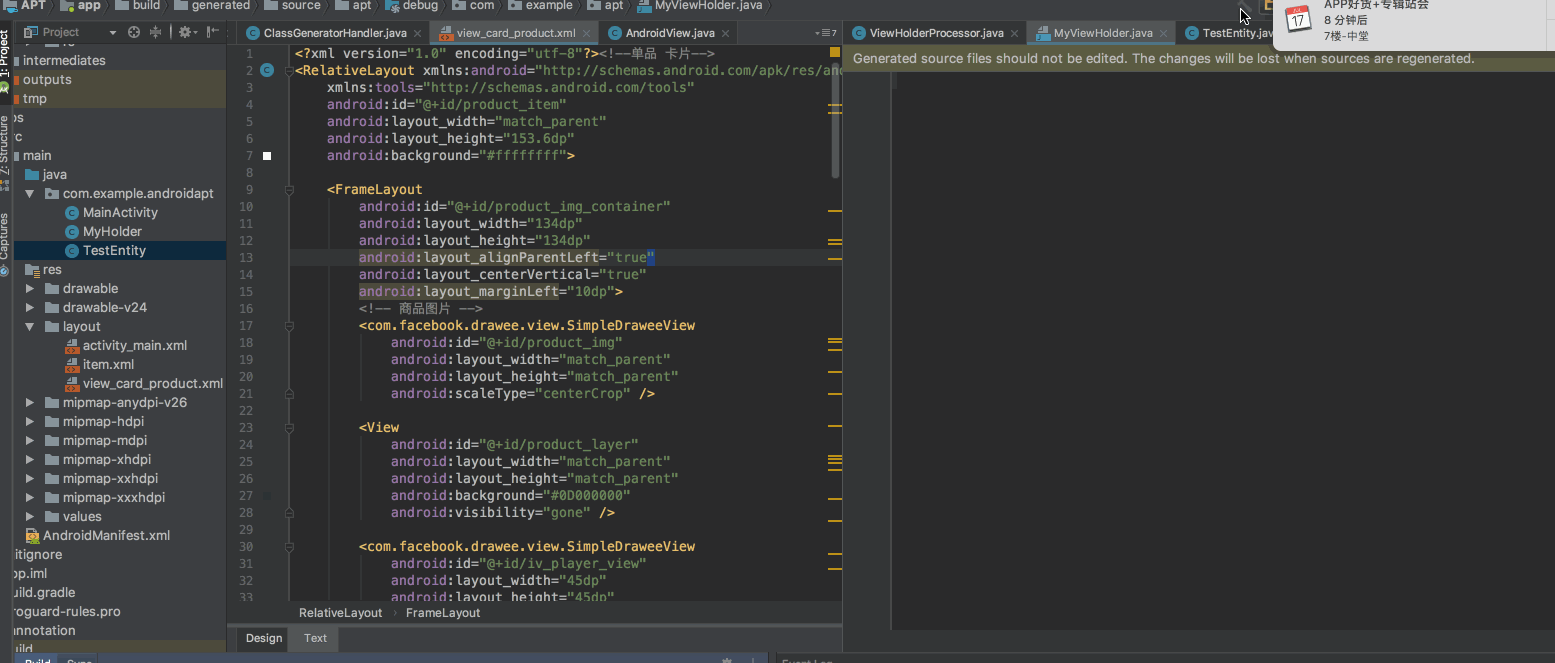 APT app build generated source apt debug com example apt MyViewHolder.java
APP好货+专辑站会
8 分钟后
7楼-中堂
Project
ClassGeneratorHandler.java
view_card_product.xml
AndroidView.java
ViewHolderProcessor.java
MyViewHolder.java
TestEntity.jav
Generated source files should not be edited. The changes will be lost when sources are regenerated.
1: Project
Z: Structure
Captures
intermediates
outputs
tmp
main
java
com.example.androidapt
MainActivity
MyHolder
TestEntity
res
drawable
drawable-v24
layout
activity_main.xml
item.xml
view_card_product.xml
mipmap-anydpi-v26
mipmap-hdpi
mipmap-mdpi
mipmap-xhdpi
mipmap-xxhdpi
mipmap-xxxhdpi
values
AndroidManifest.xml
itignore
pp.iml
uild.gradle
roguard-rules.pro
nnotation
uild
1 <?xml version="1.0" encoding="utf-8"?><!--单品 卡片-->
2 <RelativeLayout xmlns:android="http://schemas.android.com/apk/res/and
3 xmlns:tools="http://schemas.android.com/tools"
4 android:id="@+id/product_item"
5 android:layout_width="match_parent"
6 android:layout_height="153.6dp"
7 android:background="#ffffffff">
8
9 <FrameLayout
10 android:id="@+id/product_img_container"
11 android:layout_width="134dp"
12 android:layout_height="134dp"
13 android:layout_alignParentLeft="true"
14 android:layout_centerVertical="true"
15 android:layout_marginLeft="10dp">
16 <!-- 商品图片 -->
17 <com.facebook.drawee.view.SimpleDraweeView
18 android:id="@+id/product_img"
19 android:layout_width="match_parent"
20 android:layout_height="match_parent"
21 android:scaleType="centerCrop" />
22
23 <View
24 android:id="@+id/product_layer"
25 android:layout_width="match_parent"
26 android:layout_height="match_parent"
27 android:background="#0D000000"
28 android:visibility="gone" />
29
30 <com.facebook.drawee.view.SimpleDraweeView
31 android:id="@+id/iv_player_view"
32 android:layout_width="45dp"
33 android:layout_height="45dp"
RelativeLayout FrameLayout
Design Text
Build Sync
Event Log
17
7